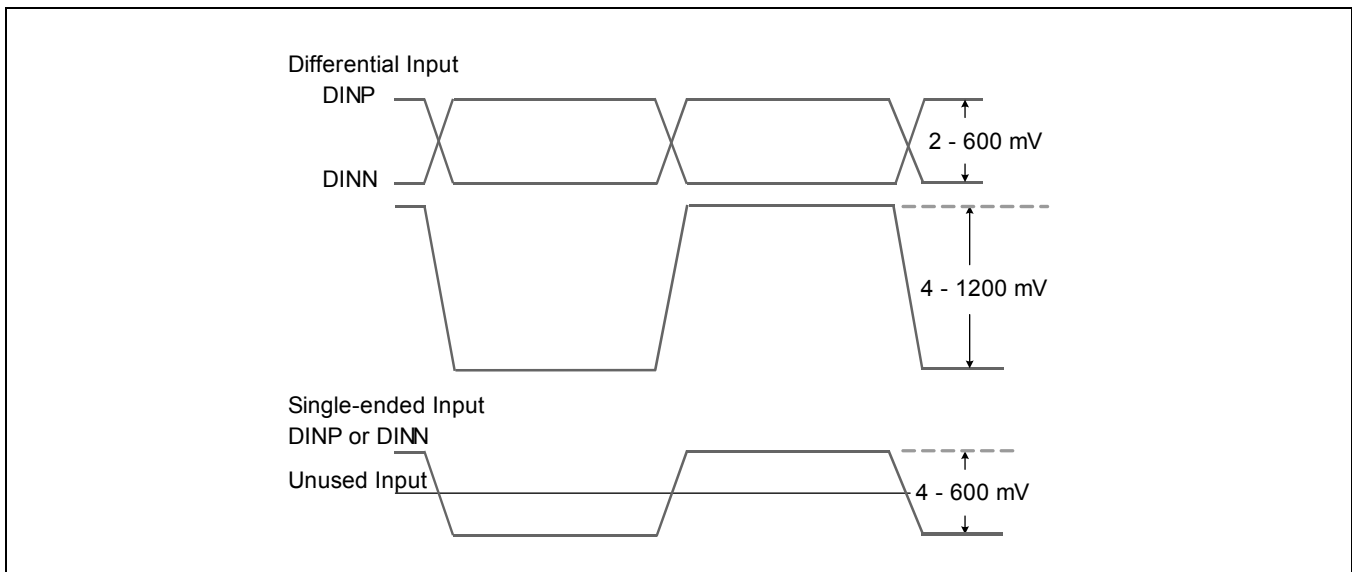 Differential Input
DINP
2 - 600 mV
DINN
4 - 1200 mV
Single-ended Input
DINP or DINN
Unused Input
4 - 600 mV